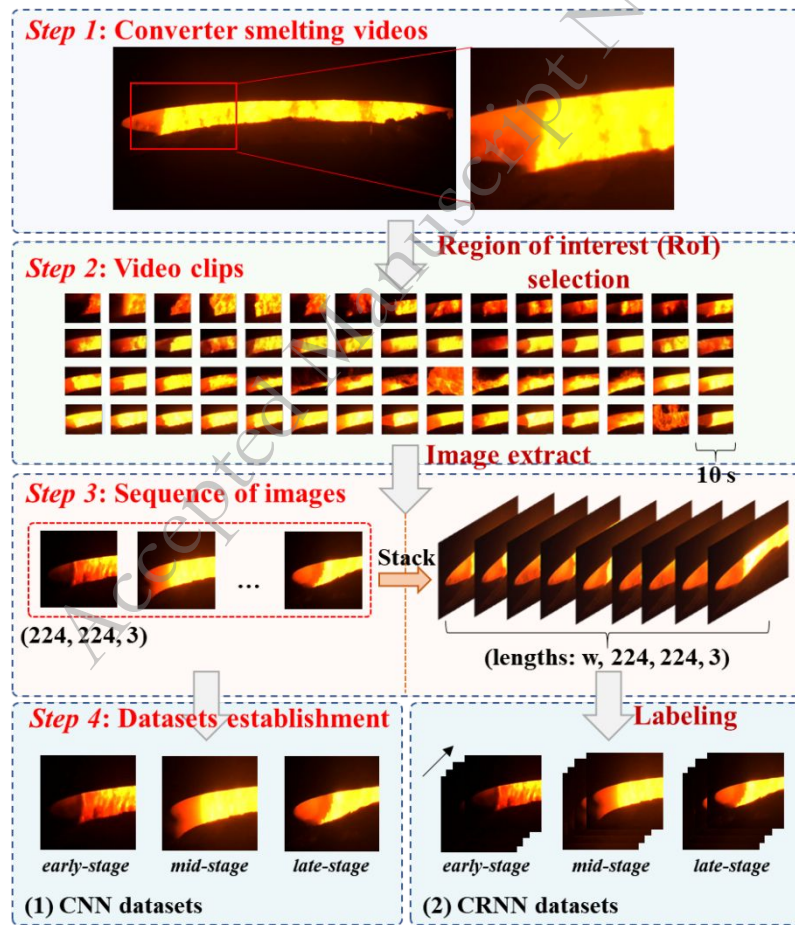 Step 1: Converter smelting videos
Region of interest (RoI)
selection
Step 2: Video clips
10 s
Image extract
Step 3: Sequence of images
...
Stack
(224, 224, 3)
(lengths: w, 224, 224, 3)
Step 4: Datasets establishment
Labeling
early-stage
mid-stage
late-stage
early-stage
mid-stage
late-stage
(1) CNN datasets
(2) CRNN datasets
Accepted Manuscript N